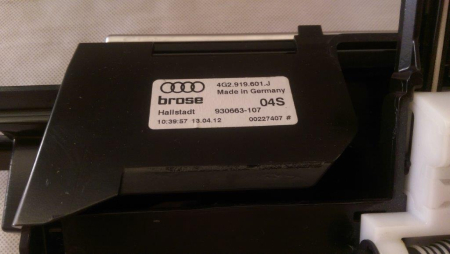 4G2.919.601.J
Made in Germany
brose
04S
Hallstadt
930663-107
10:39:57 13.04.12
00227407 #